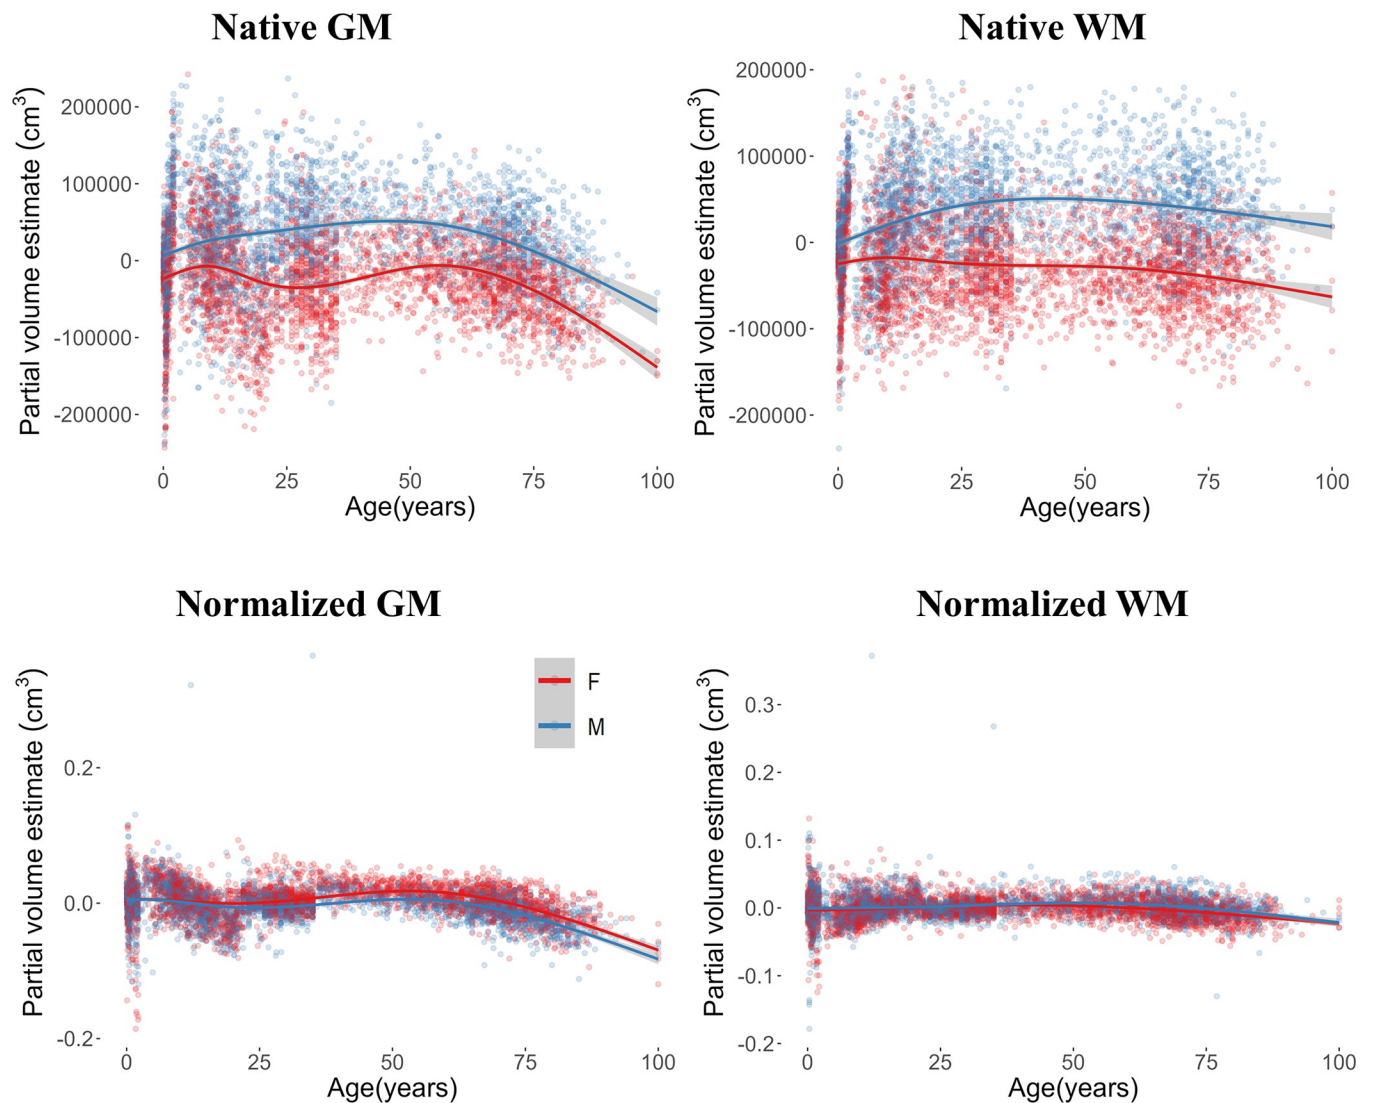 Native GM
Native WM
Partial volume estimate (cm³)
200000
100000
0
-100000
-200000
0 25 50 75 100
Age(years)
Partial volume estimate (cm³)
200000
100000
0
-100000
-200000
0 25 50 75 100
Age(years)
Normalized GM
Normalized WM
Partial volume estimate (cm³)
0.2
0.0
-0.2
F
M
0 25 50 75 100
Age(years)
Partial volume estimate (cm³)
0.3
0.2
0.1
0.0
-0.1
-0.2
0 25 50 75 100
Age(years)